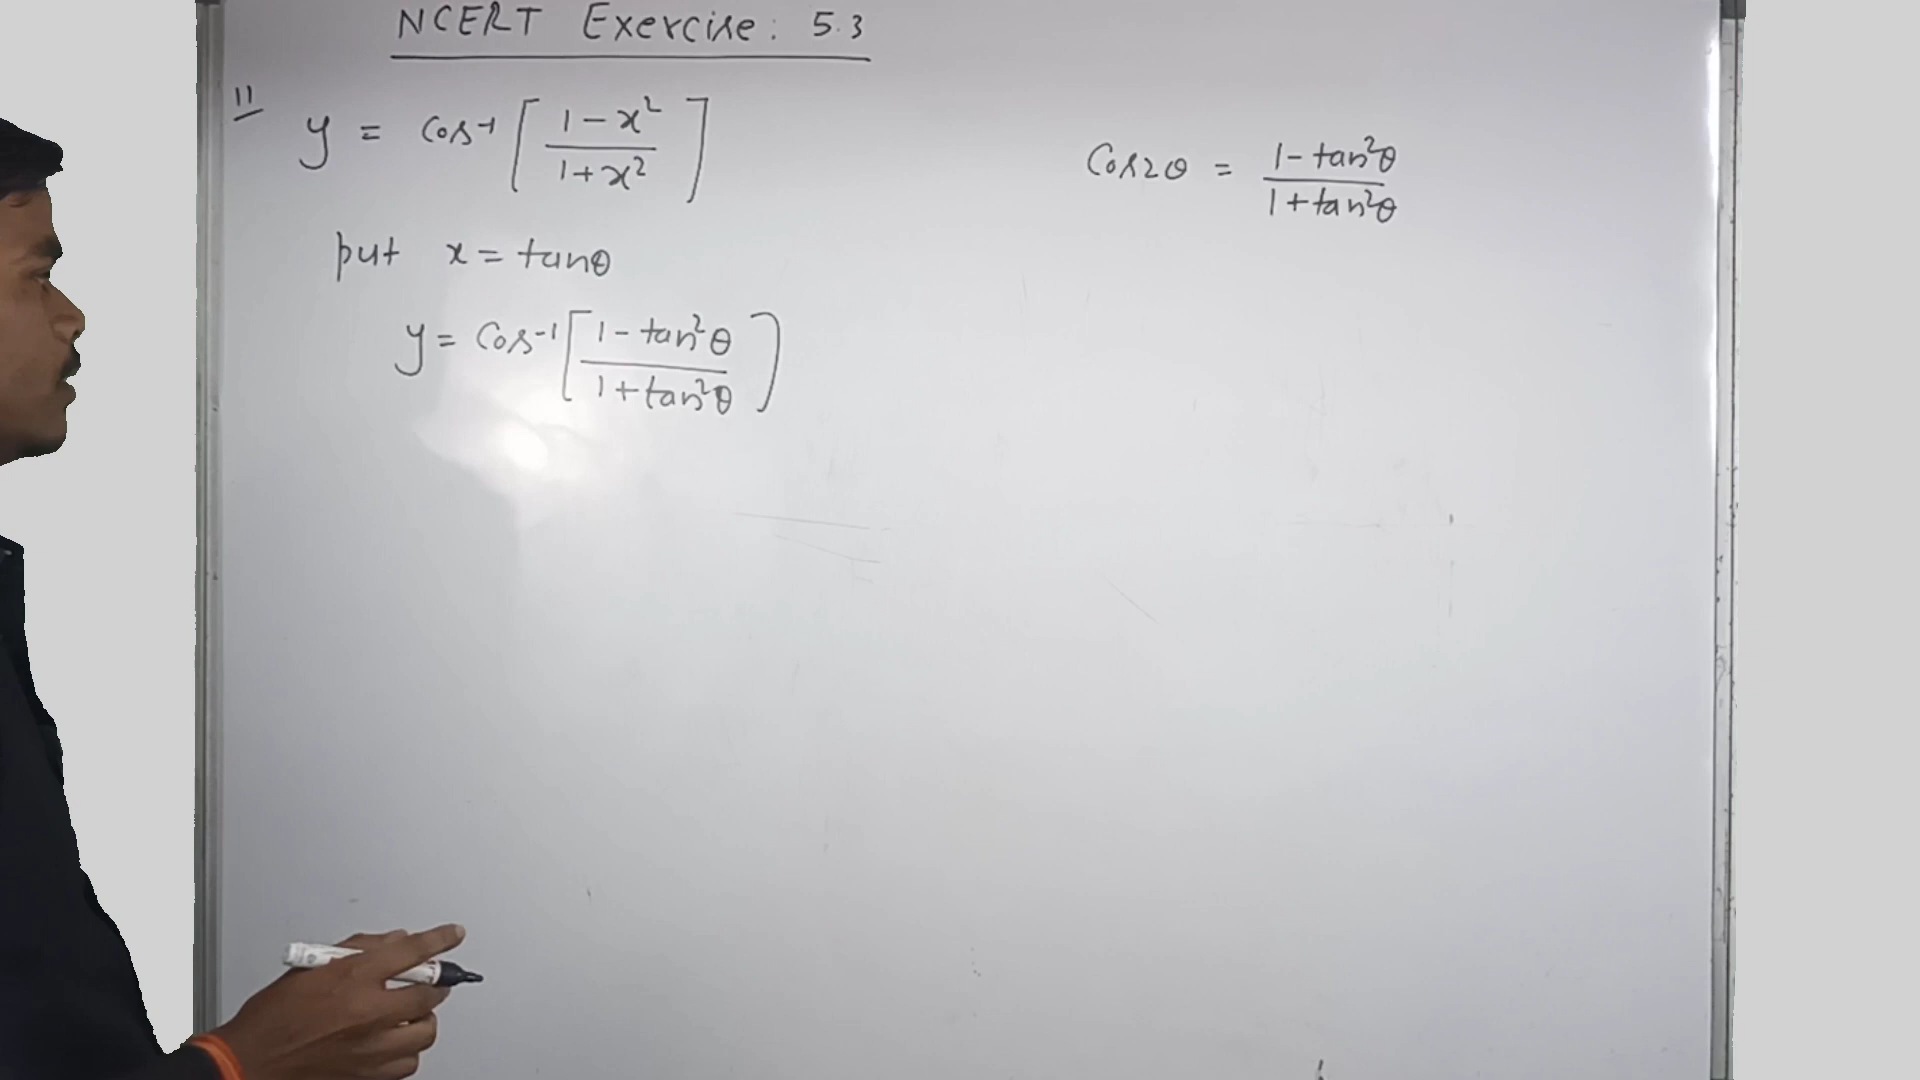 NCERT Exercise: 5.3
11 y = cos⁻¹ [ (1 - x²) / (1 + x²) ]
cos2θ = (1 - tan²θ) / (1 + tan²θ)
put x = tanθ
y = cos⁻¹ [ (1 - tan²θ) / (1 + tan²θ) ]